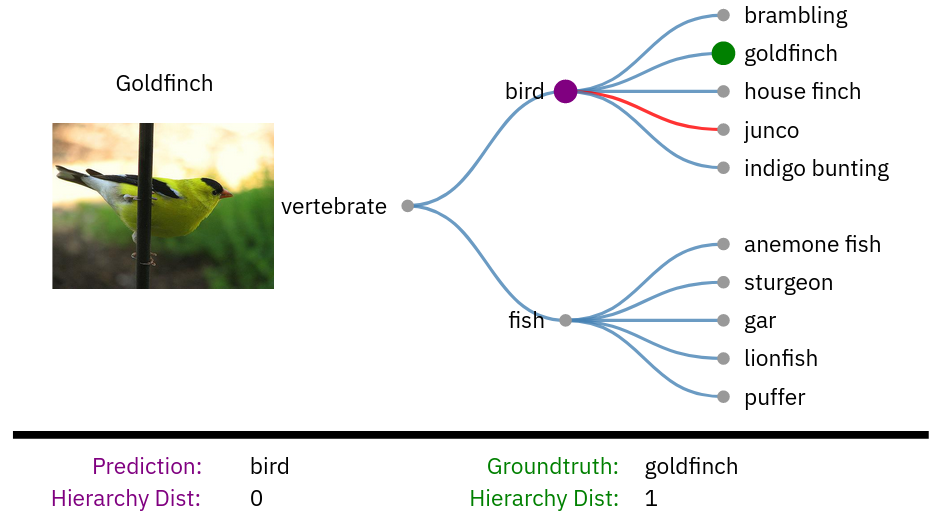 Goldfinch
vertebrate
bird
fish
brambling
goldfinch
house finch
junco
indigo bunting
anemone fish
sturgeon
gar
lionfish
puffer
Prediction: bird
Hierarchy Dist: 0
Groundtruth: goldfinch
Hierarchy Dist: 1